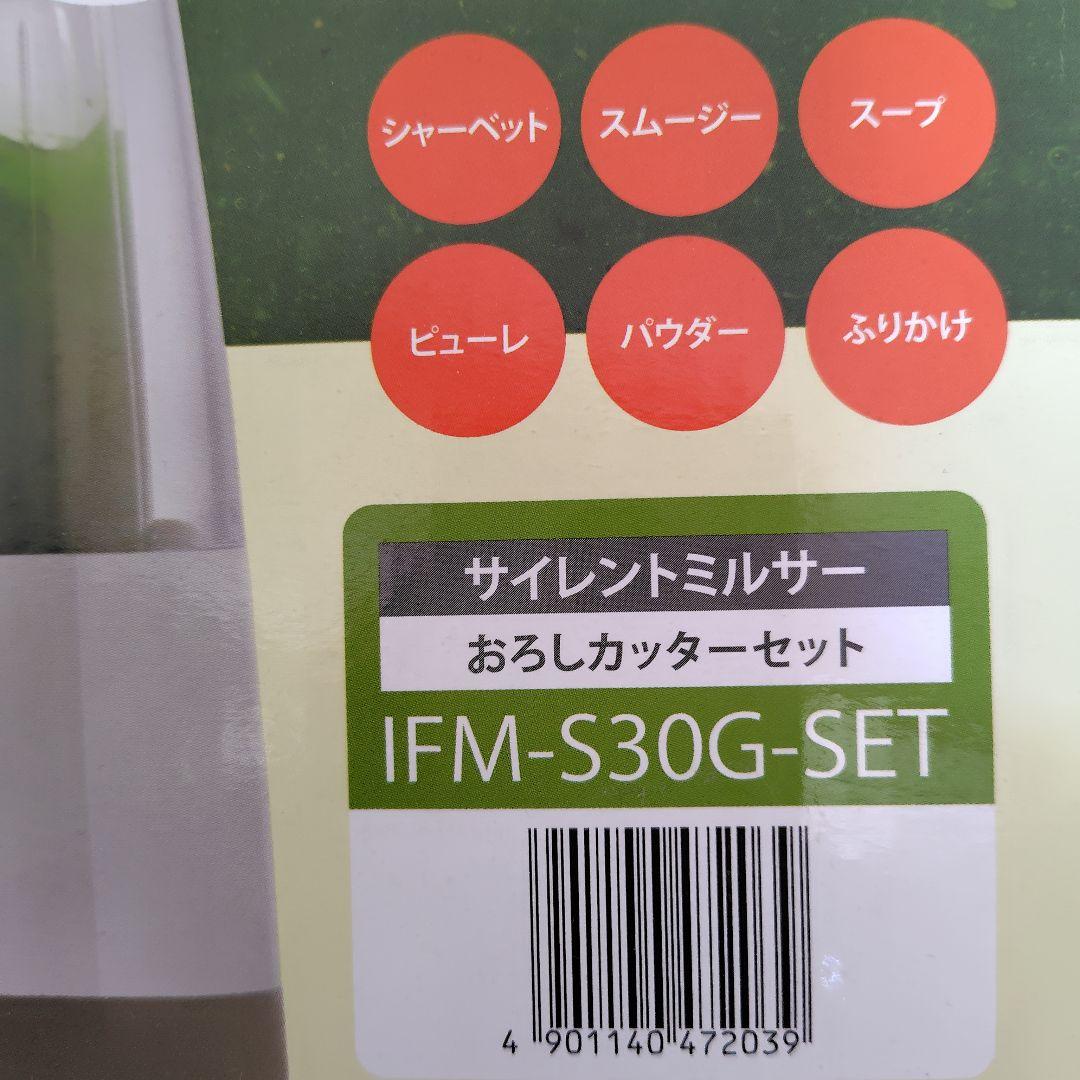 シャーベット
スムージー
スープ
ピューレ
パウダー
ふりかけ
サイレントミルサー
おろしカッターセット
IFM-S30G-SET
4 901140 472039